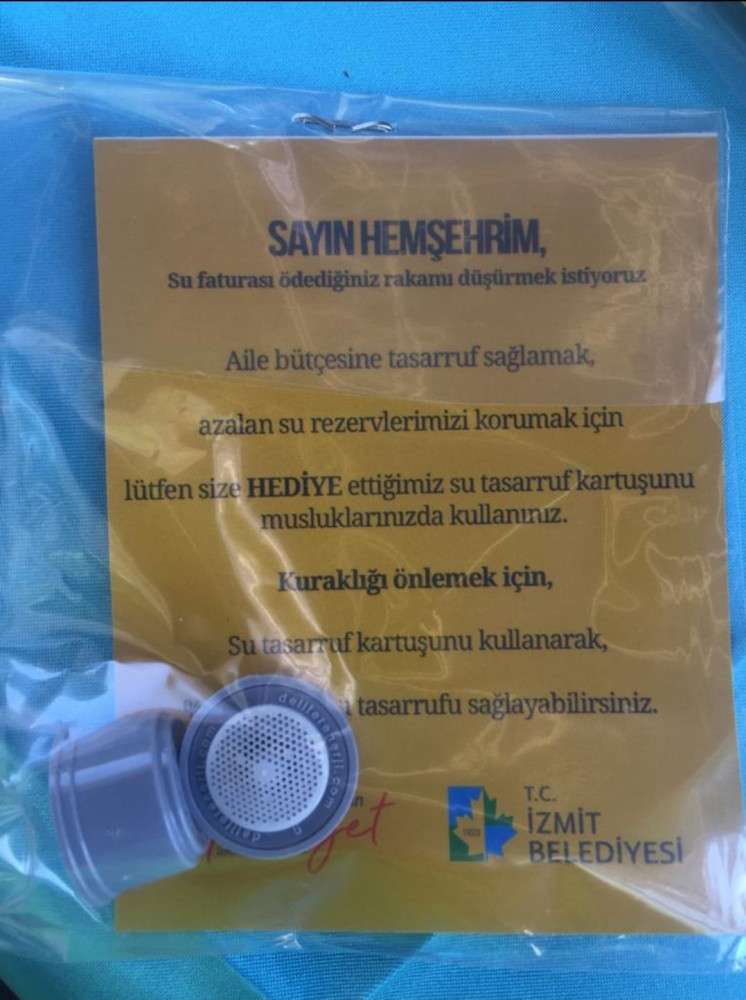 SAYIN HEMŞEHRİM,
Su faturası ödediğiniz rakamı düşürmek istiyoruz
Aile bütçesine tasarruf sağlamak,
azalan su rezervlerimizi korumak için
lütfen size HEDİYE ettiğimiz su tasarruf kartuşunu
musluklarınızda kullanınız.
Kuraklığı önlemek için,
Su tasarruf kartuşunu kullanarak,
tasarrufu sağlayabilirsiniz.
T.C.
İZMİT
BELEDİYESİ